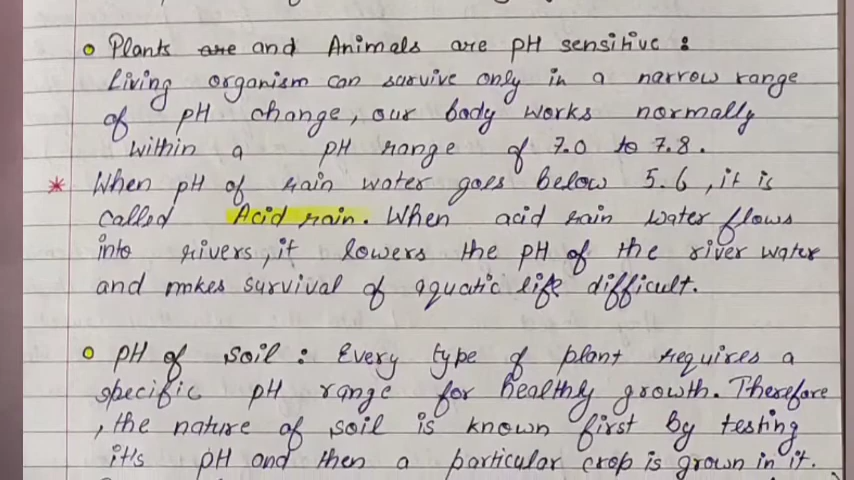 Plants are and Animals are pH sensitive :
Living organism can survive only in a narrow range
of pH change, our body works normally
within a pH range of 7.0 to 7.8.
* When pH of rain water goes below 5.6, it is
called Acid rain. When acid rain water flows
into rivers, it lowers the pH of the river water
and makes survival of aquatic life difficult.
pH of soil : Every type of plant requires a
specific pH range for healthly growth. Therefore
, the nature of soil is known first by testing
it's pH and then a particular crop is grown in it.